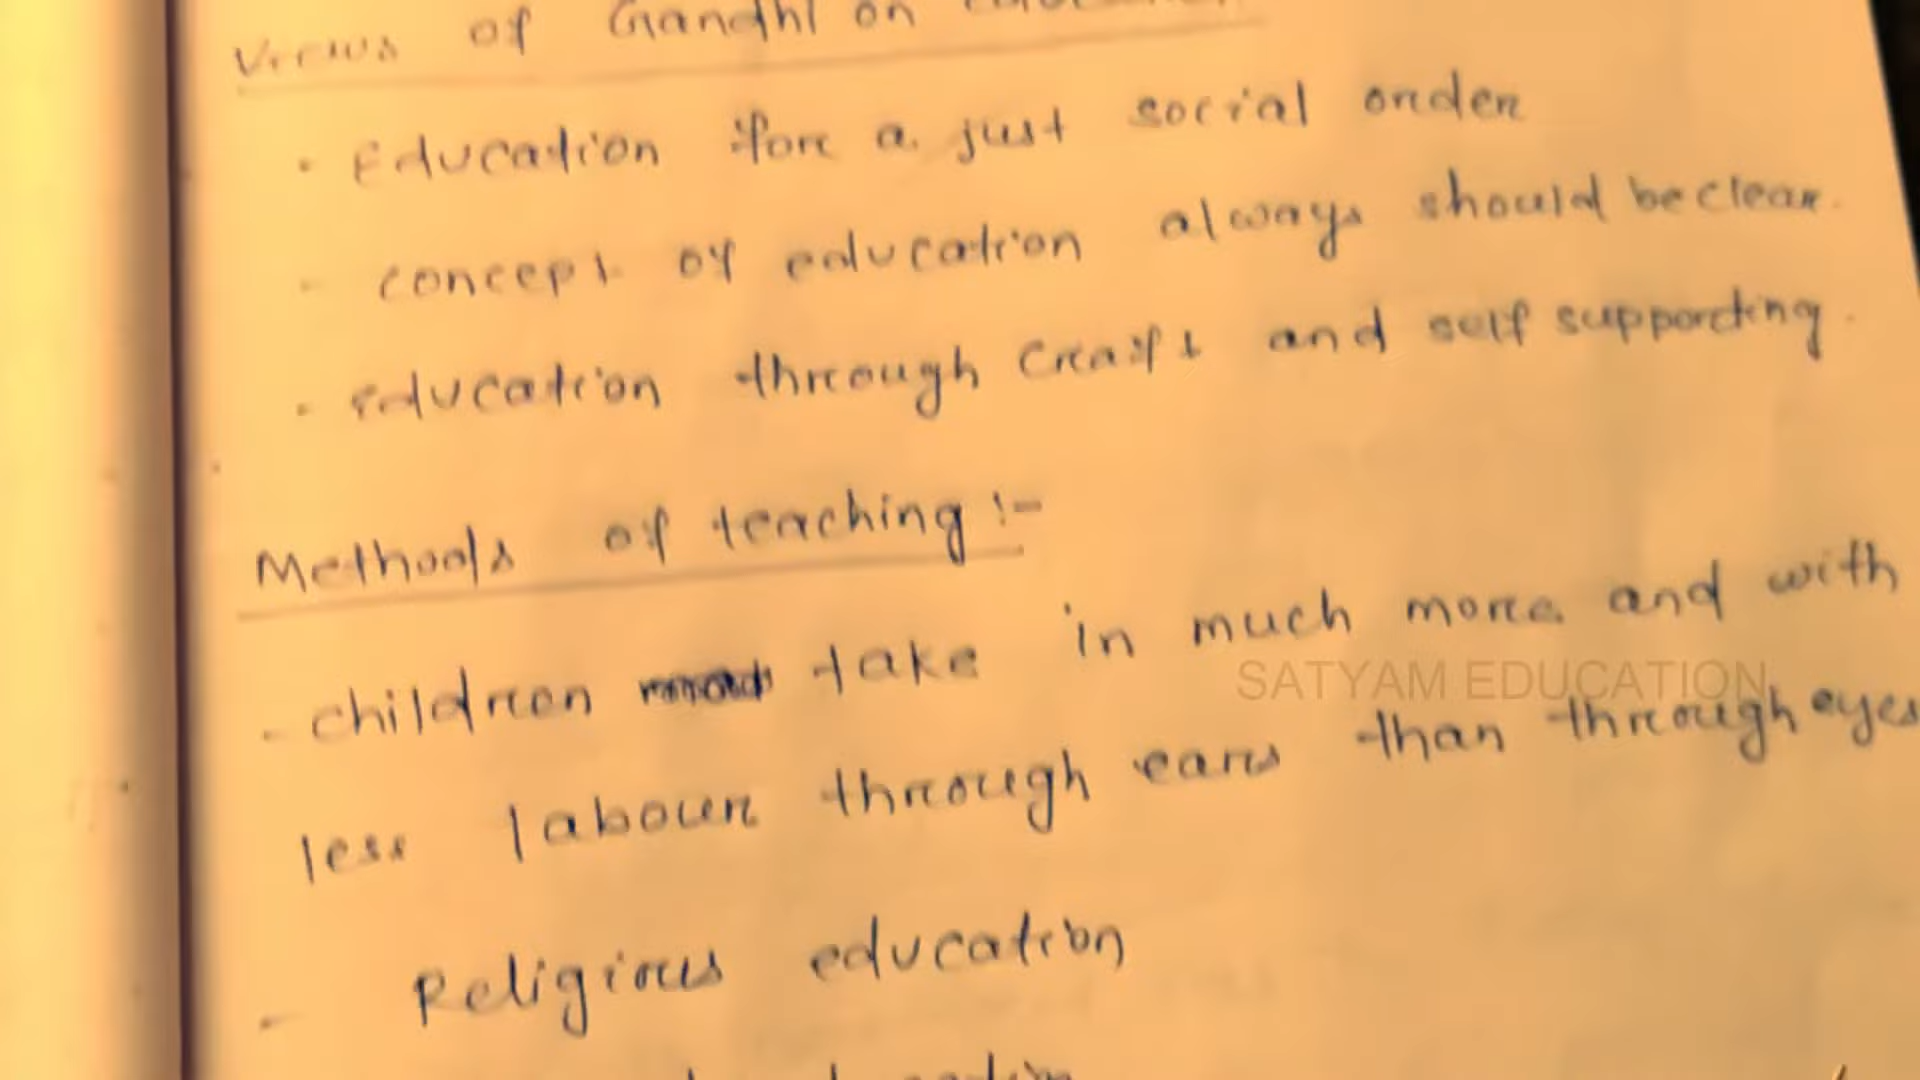 Views of Gandhi on
• Education for a just social order
- concept of education always should be clear.
• Education through craft and self supporting.
Methods of teaching :-
- children take in much more and with
SATYAM EDUCATION
less labour through ears than through eyes
- Religious education